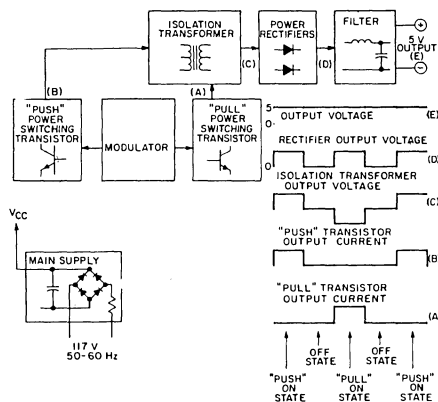 ISOLATION
TRANSFORMER
POWER
RECTIFIERS
FILTER
+
5 V
OUTPUT
(E)
−
(B)
(A)
(C)
(D)
"PUSH"
POWER
SWITCHING
TRANSISTOR
MODULATOR
"PULL"
POWER
SWITCHING
TRANSISTOR
5
OUTPUT VOLTAGE
0
(E)
RECTIFIER OUTPUT VOLTAGE
0
(D)
ISOLATION TRANSFORMER
OUTPUT VOLTAGE
(C)
"PUSH" TRANSISTOR
OUTPUT CURRENT
(B
"PULL" TRANSISTOR
OUTPUT CURRENT
(A
VCC
MAIN SUPPLY
117 V
50-60 Hz
OFF
STATE
OFF
STATE
"PUSH"
ON
STATE
"PULL"
ON
STATE
"PUSH"
ON
STATE